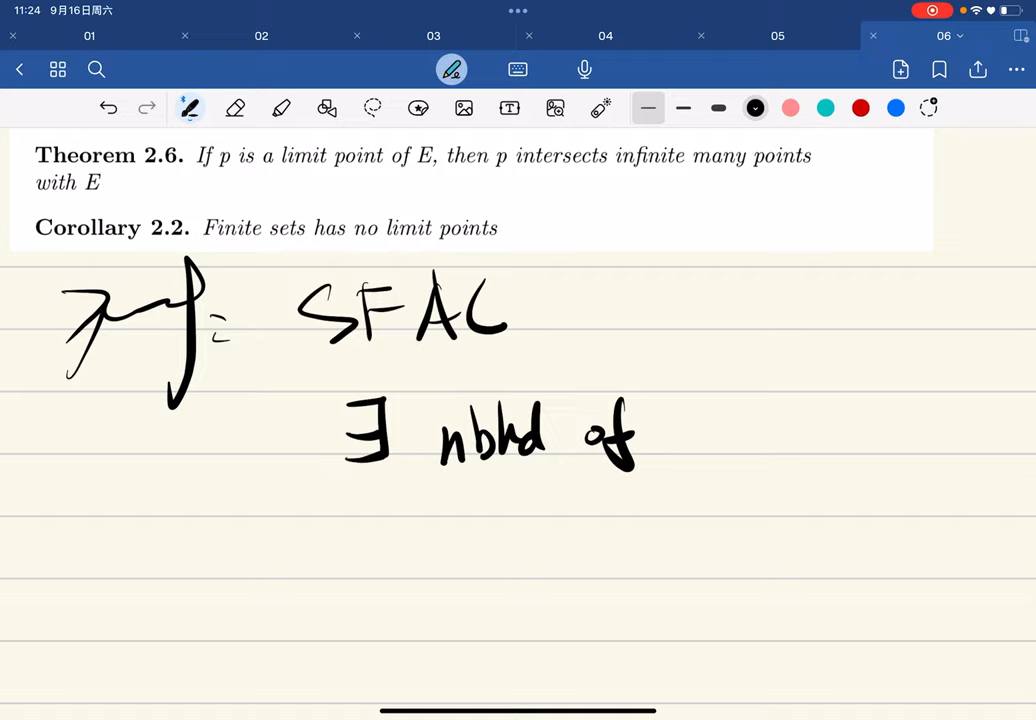 11:24 9月16日周六
01 02 03 04 05 06
Theorem 2.6. If p is a limit point of E, then p intersects infinite many points
with E
Corollary 2.2. Finite sets has no limit points
SFAC
∃ nbhd of